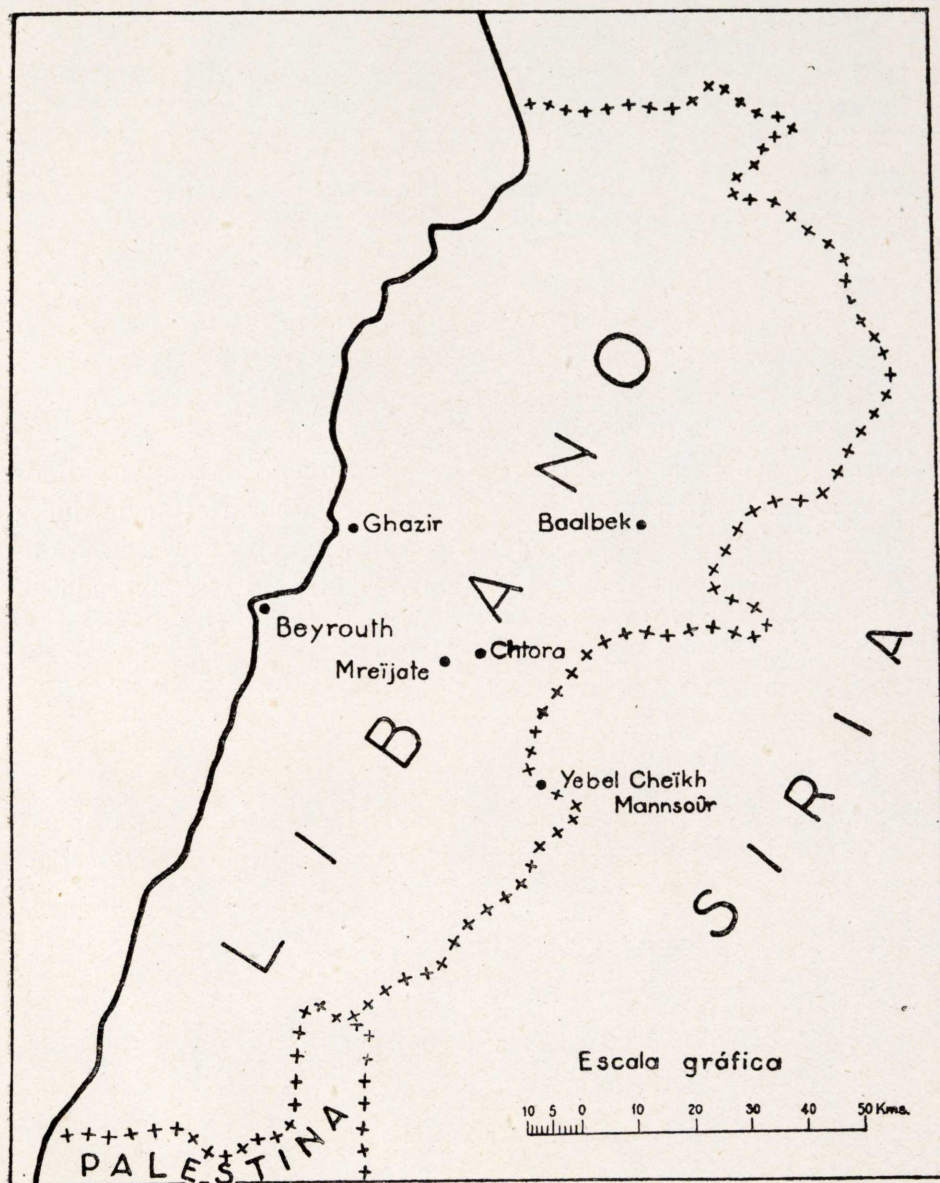 LIBANO
Ghazir
Baalbek
Beyrouth
Chtora
Mreïjate
Yebel Cheïkh
Mannsoûr
SIRIA
PALESTINA
Escala gráfica
10 5 0 10 20 30 40 50 Kms.